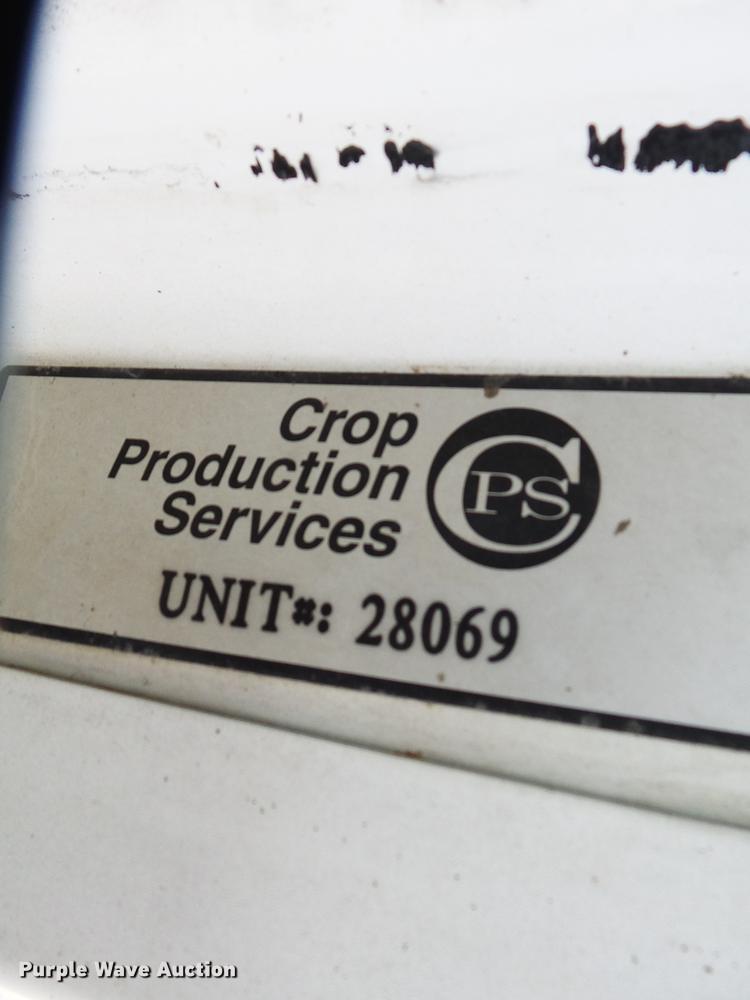 Crop
Production
Services
CPS
UNIT#: 28069
Purple Wave Auction